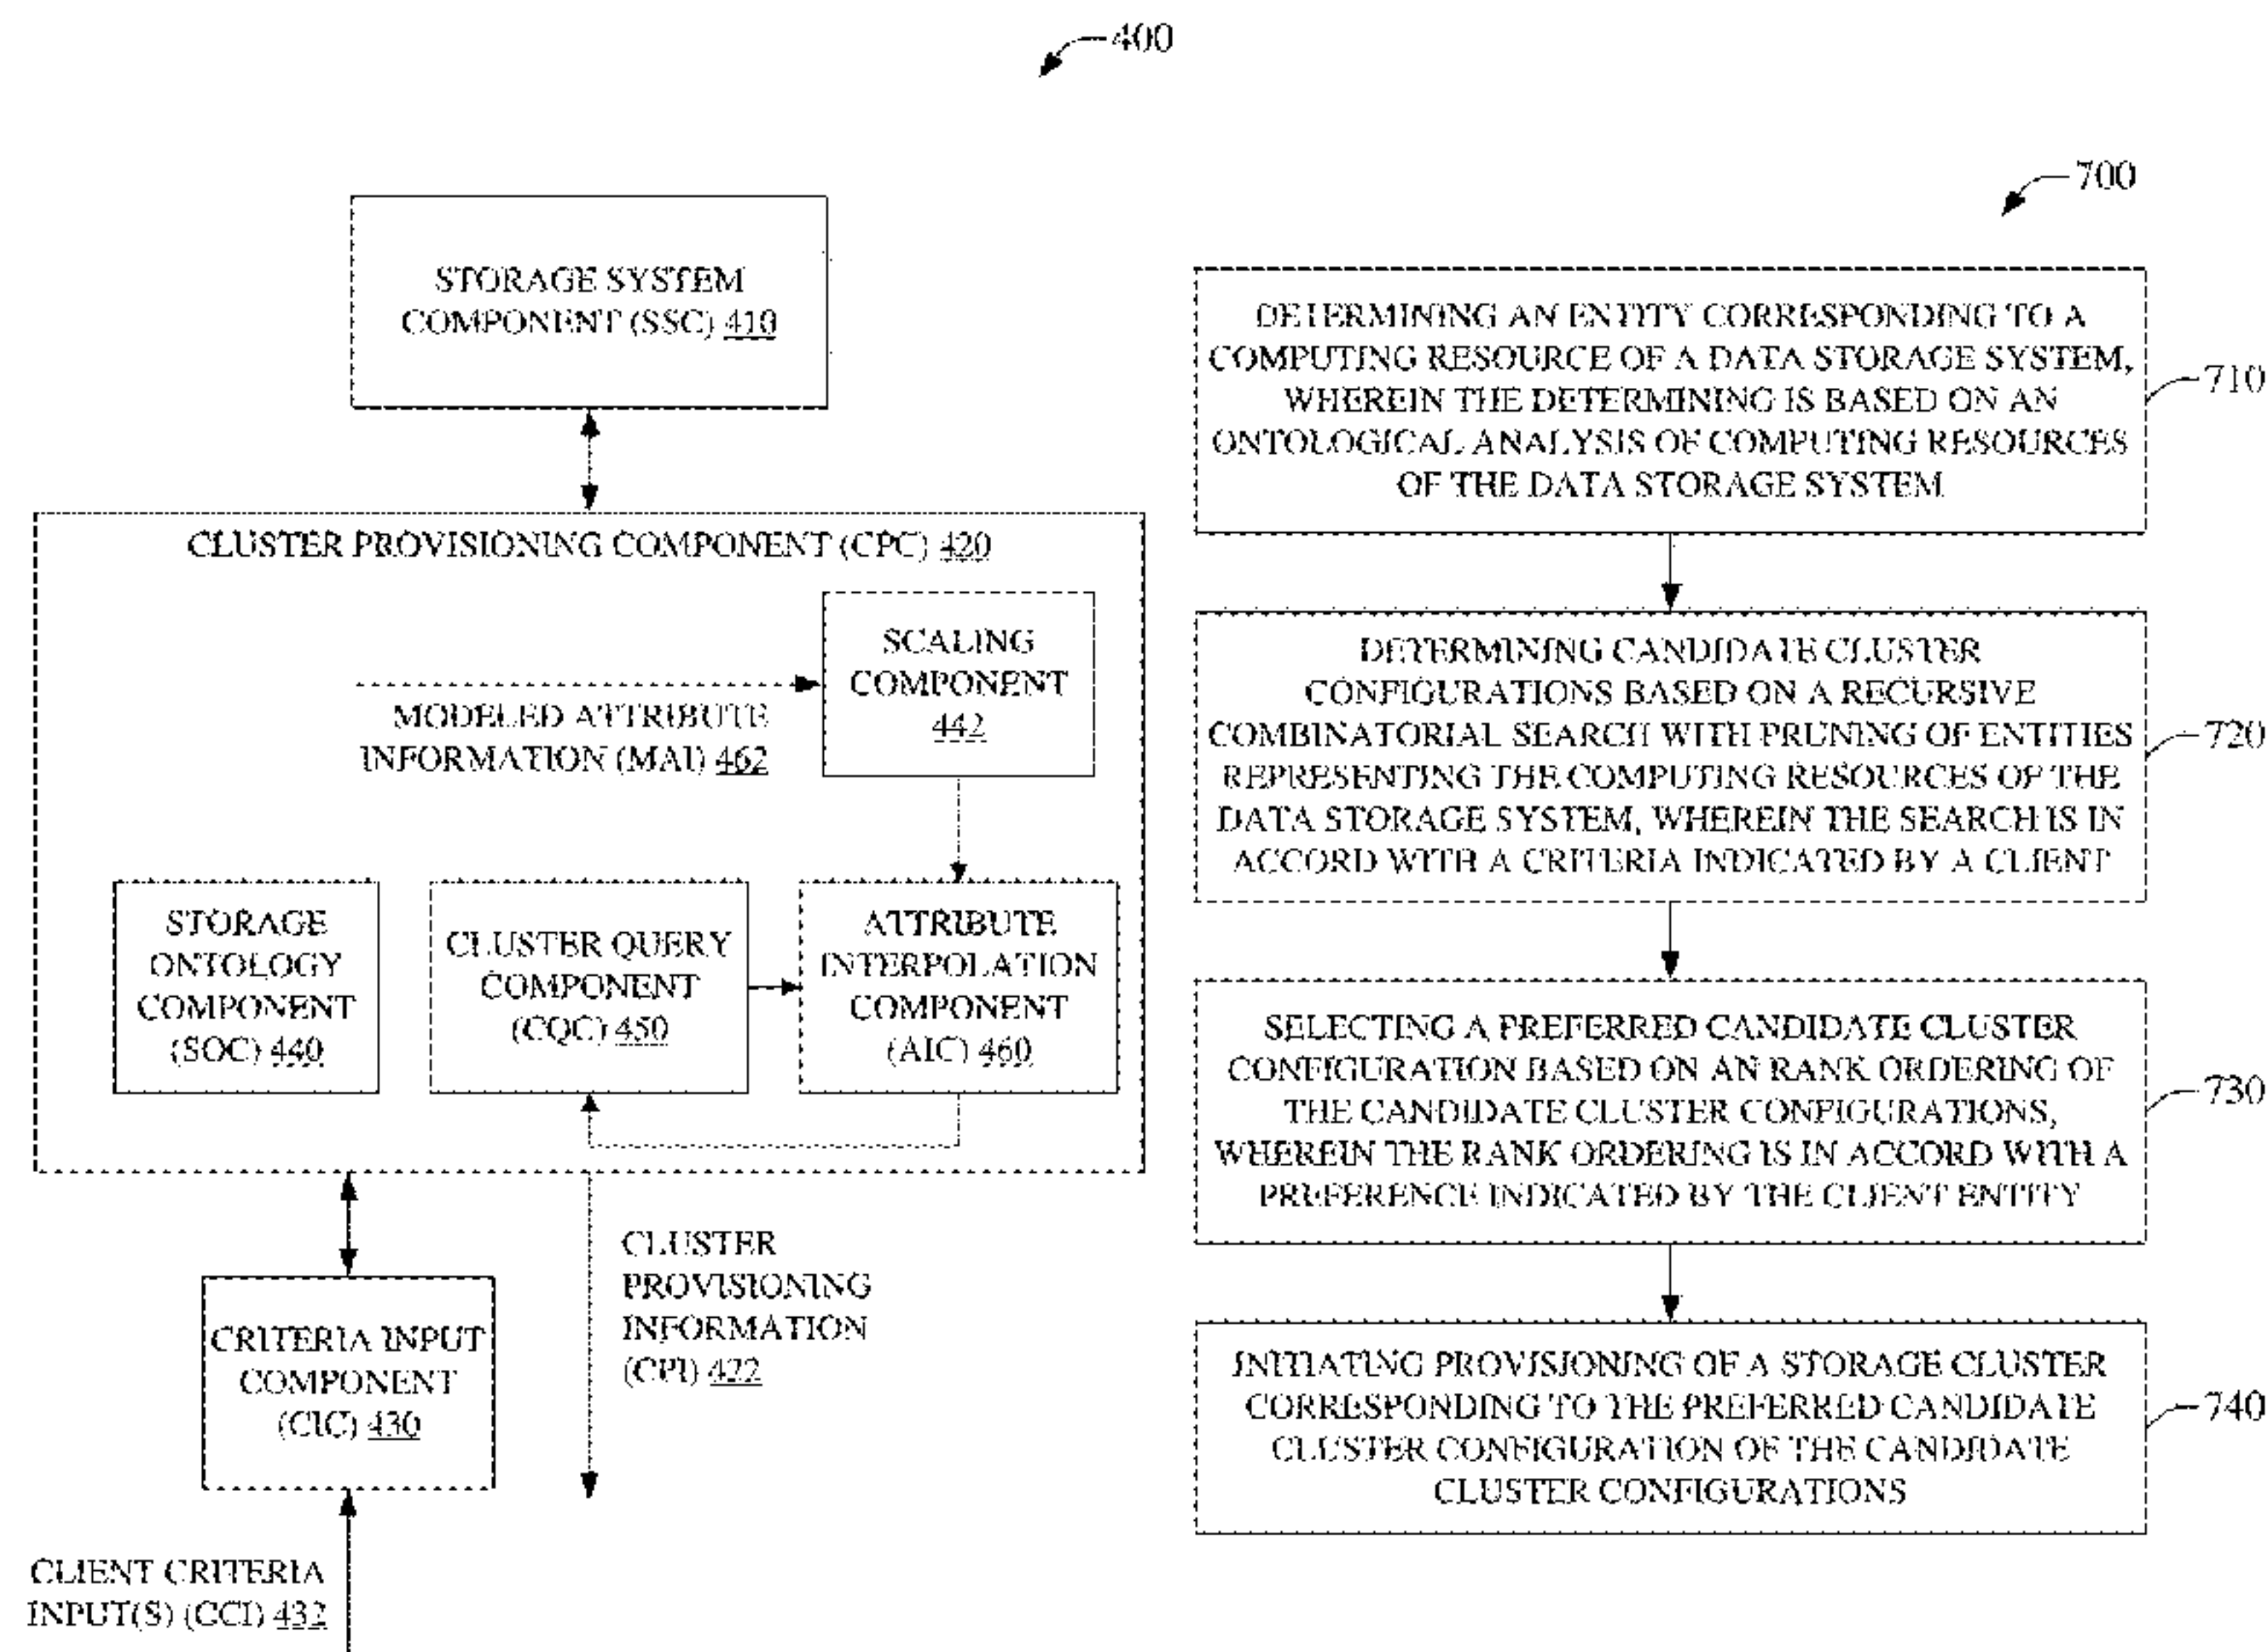 400
STORAGE SYSTEM
COMPONENT (SSC) 410
CLUSTER PROVISIONING COMPONENT (CPC) 420
SCALING
COMPONENT
442
MODELED ATTRIBUTE
INFORMATION (MAI) 462
STORAGE
ONTOLOGY
COMPONENT
(SOC) 440
CLUSTER QUERY
COMPONENT
(CQC) 450
ATTRIBUTE
INTERPOLATION
COMPONENT
(AIC) 460
CRITERIA INPUT
COMPONENT
(CIC) 430
CLUSTER
PROVISIONING
INFORMATION
(CPI) 422
CLIENT CRITERIA
INPUT(S) (CCI) 432
700
DETERMINING AN ENTITY CORRESPONDING TO A
COMPUTING RESOURCE OF A DATA STORAGE SYSTEM,
WHEREIN THE DETERMINING IS BASED ON AN
ONTOLOGICAL ANALYSIS OF COMPUTING RESOURCES
OF THE DATA STORAGE SYSTEM
710
DETERMINING CANDIDATE CLUSTER
CONFIGURATIONS BASED ON A RECURSIVE
COMBINATORIAL SEARCH WITH PRUNING OF ENTITIES
REPRESENTING THE COMPUTING RESOURCES OF THE
DATA STORAGE SYSTEM, WHEREIN THE SEARCH IS IN
ACCORD WITH A CRITERIA INDICATED BY A CLIENT
720
SELECTING A PREFERRED CANDIDATE CLUSTER
CONFIGURATION BASED ON AN RANK ORDERING OF
THE CANDIDATE CLUSTER CONFIGURATIONS,
WHEREIN THE RANK ORDERING IS IN ACCORD WITH A
PREFERENCE INDICATED BY THE CLIENT ENTITY
730
INITIATING PROVISIONING OF A STORAGE CLUSTER
CORRESPONDING TO THE PREFERRED CANDIDATE
CLUSTER CONFIGURATION OF THE CANDIDATE
CLUSTER CONFIGURATIONS
740